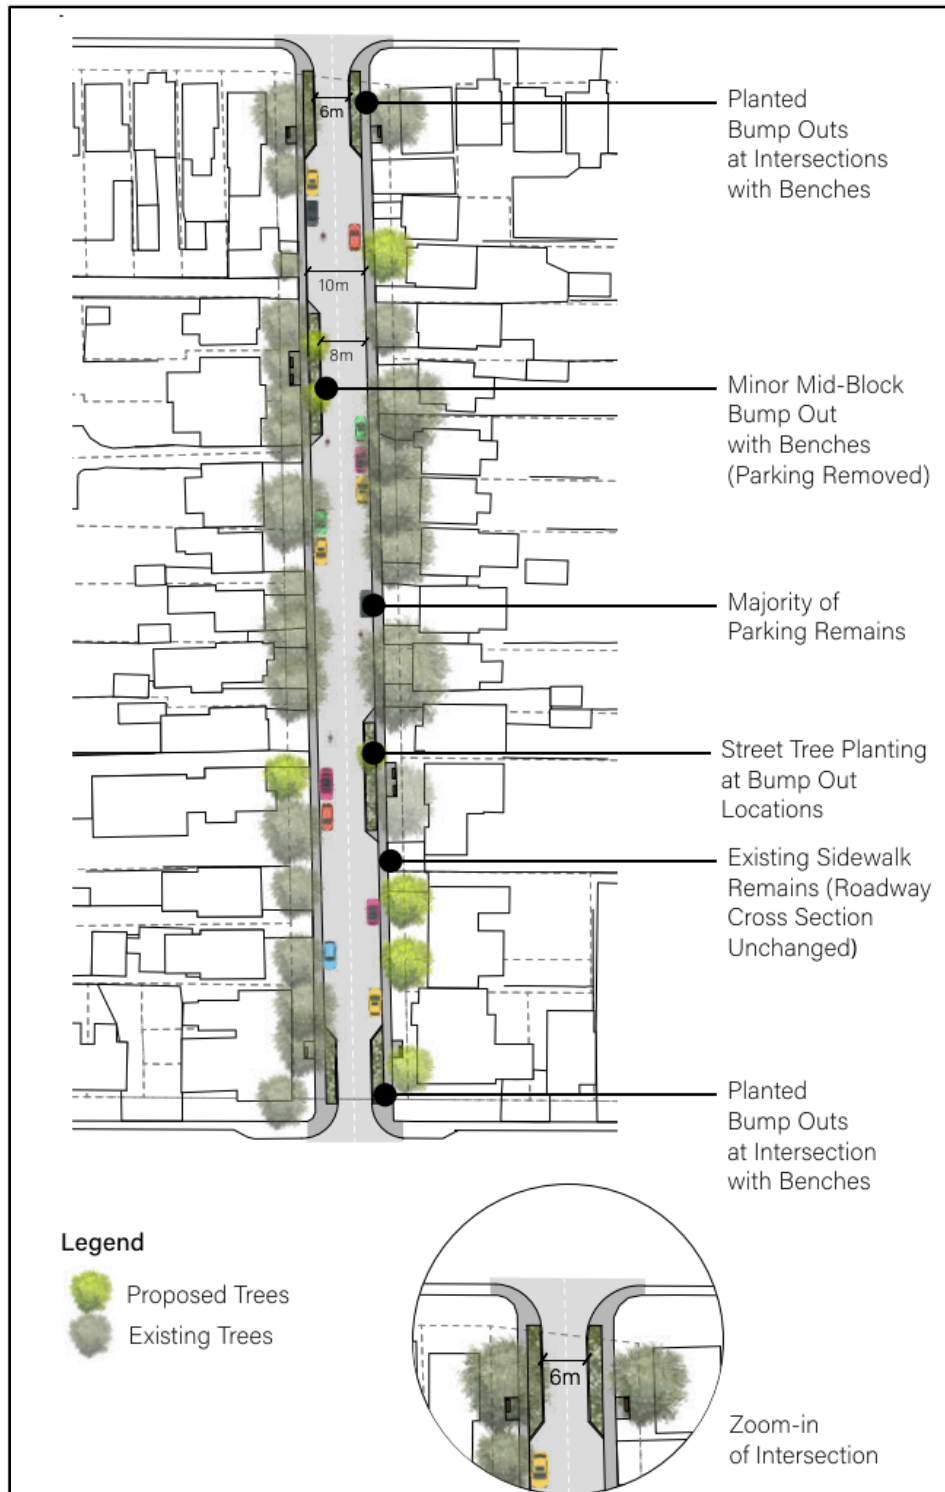 6m
Planted
Bump Outs
at Intersections
with Benches
10m
8m
Minor Mid-Block
Bump Out
with Benches
(Parking Removed)
Majority of
Parking Remains
Street Tree Planting
at Bump Out
Locations
Existing Sidewalk
Remains (Roadway
Cross Section
Unchanged)
Planted
Bump Outs
at Intersection
with Benches
Legend
Proposed Trees
Existing Trees
6m
Zoom-in
of Intersection